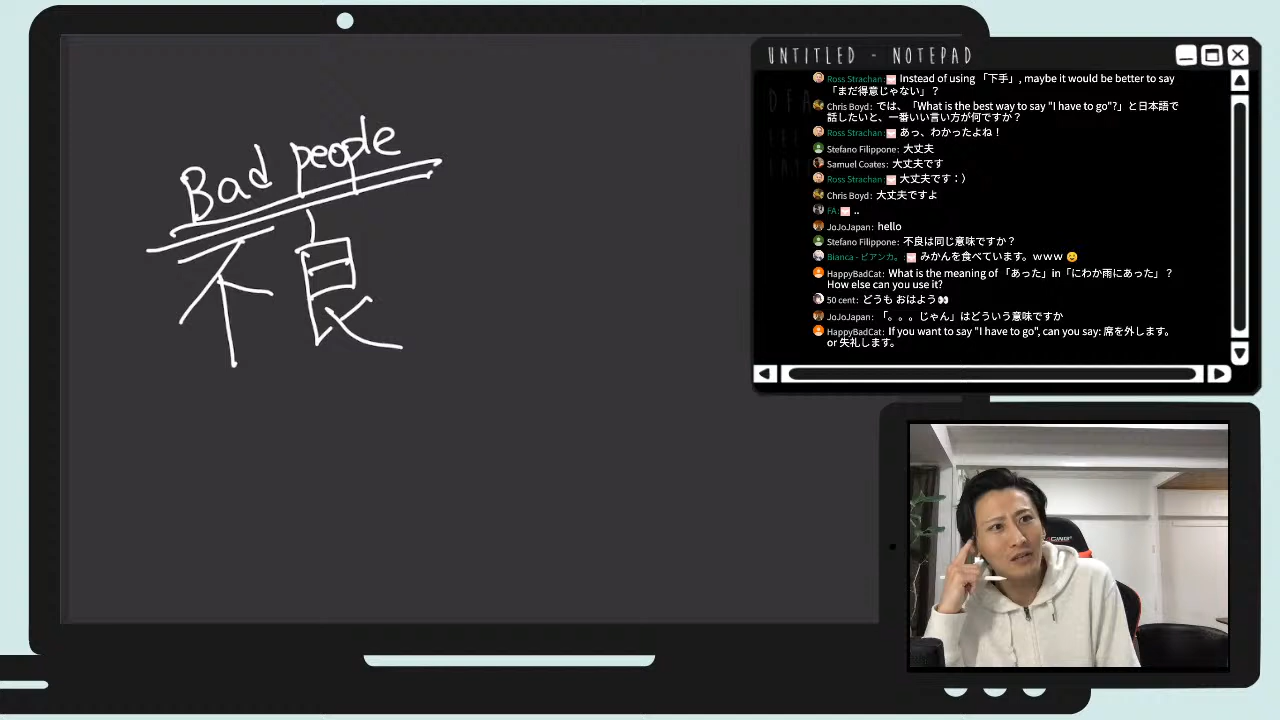 Bad people
不良
UNTITLED - NOTEPAD
Ross Strachan: Instead of using 「下手」, maybe it would be better to say
「まだ得意じゃない」？
Chris Boyd: では、「What is the best way to say "I have to go"?」と日本語で
話したいと、一番いい言い方が何ですか？
Ross Strachan: あっ、わかったよね！
Stefano Filippone: 大丈夫
Samuel Coates: 大丈夫です
Ross Strachan: 大丈夫です：）
Chris Boyd: 大丈夫ですよ
FA: ..
JoJoJapan: hello
Stefano Filippone: 不良は同じ意味ですか？
Bianca - ビアンカ。: みかんを食べています。ｗｗｗ 😄
HappyBadCat: What is the meaning of 「あった」in「にわか雨にあった」？
How else can you use it?
50 cent: どうも おはよう👀
JoJoJapan: 「。。。じゃん」はどういう意味ですか
HappyBadCat: If you want to say "I have to go", can you say: 席を外します。
or 失礼します。